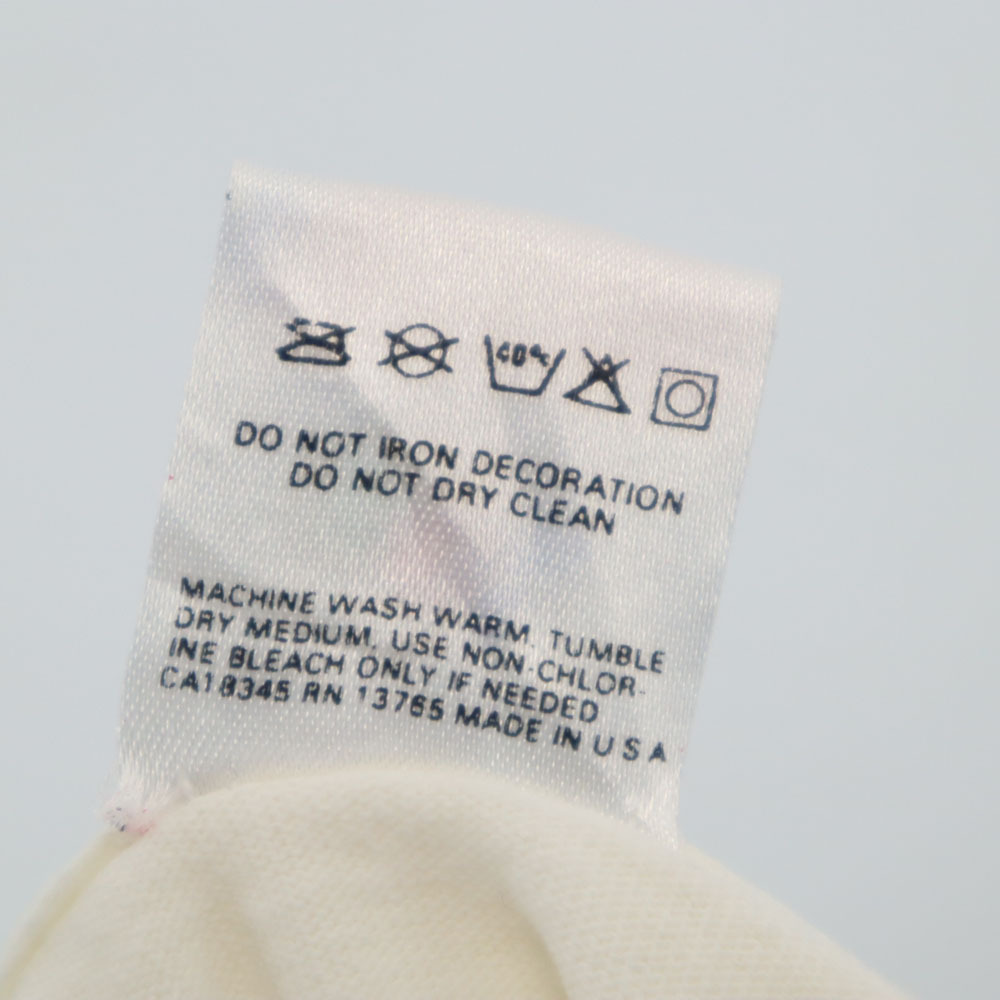 40°c
DO NOT IRON DECORATION
DO NOT DRY CLEAN
MACHINE WASH WARM. TUMBLE
DRY MEDIUM. USE NON-CHLOR-
INE BLEACH ONLY IF NEEDED
CA18345 RN 13765 MADE IN U S A